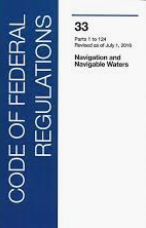 CODE OF FEDERAL
REGULATIONS
33
Parts 1 to 124
Revised as of July 1, 2016
Navigation and
Navigable Waters